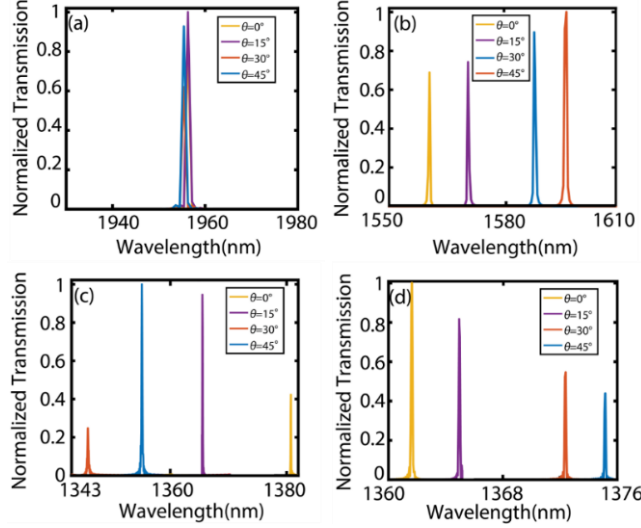 (a)
θ=0°
θ=15°
θ=30°
θ=45°
Normalized Transmission
1
0.8
0.6
0.4
0.2
0
1940
1960
1980
Wavelength(nm)
(b)
θ=0°
θ=15°
θ=30°
θ=45°
Normalized Transmission
1
0.8
0.6
0.4
0.2
0
1550
1580
1610
Wavelength(nm)
(c)
θ=0°
θ=15°
θ=30°
θ=45°
Normalized Transmission
1
0.8
0.6
0.4
0.2
0
1343
1360
1380
Wavelength(nm)
(d)
θ=0°
θ=15°
θ=30°
θ=45°
Normalized Transmission
1
0.8
0.6
0.4
0.2
0
1360
1368
1376
Wavelength(nm)